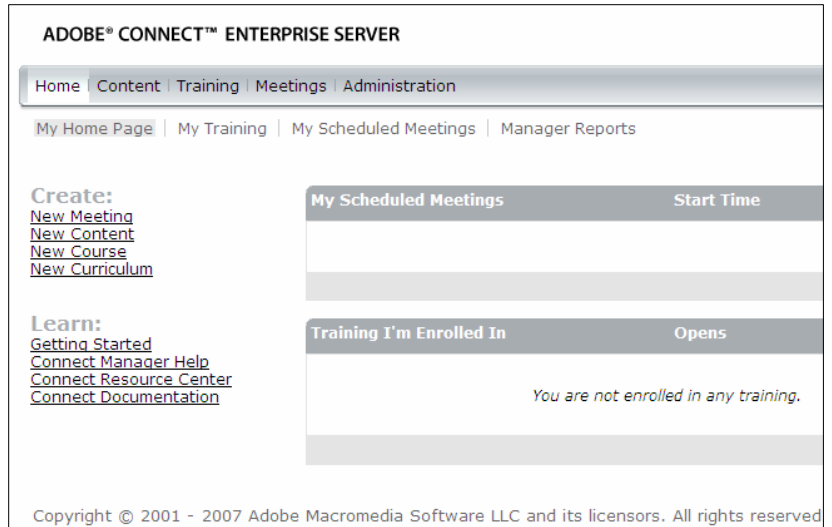 ADOBE® CONNECT™ ENTERPRISE SERVER
Home | Content | Training | Meetings | Administration
My Home Page | My Training | My Scheduled Meetings | Manager Reports
Create:
New Meeting
New Content
New Course
New Curriculum
Learn:
Getting Started
Connect Manager Help
Connect Resource Center
Connect Documentation
My Scheduled Meetings Start Time
Training I'm Enrolled In Opens
You are not enrolled in any training.
Copyright © 2001 - 2007 Adobe Macromedia Software LLC and its licensors. All rights reserved